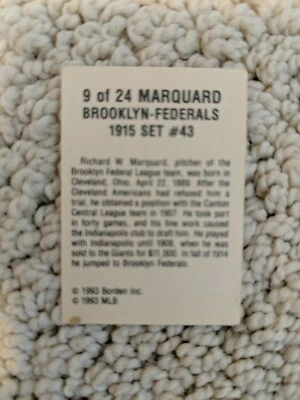 9 of 24 MARQUARD
BROOKLYN-FEDERALS
1915 SET #43
Richard W. Marquard, pitcher of the
Brooklyn Federal League team, was born in
Cleveland, Ohio, April 22, 1889. After the
Cleveland Americans had refused him a
trial, he obtained a position with the Canton
Central League team in 1907. He took part
in forty games, and his fine work caused
the Indianapolis club to draft him. He played
with Indianapolis until 1908, when he was
sold to the Giants for $11,000. In fall of 1914
he jumped to Brooklyn Federals.
© 1993 Borden Inc.
© 1993 MLB